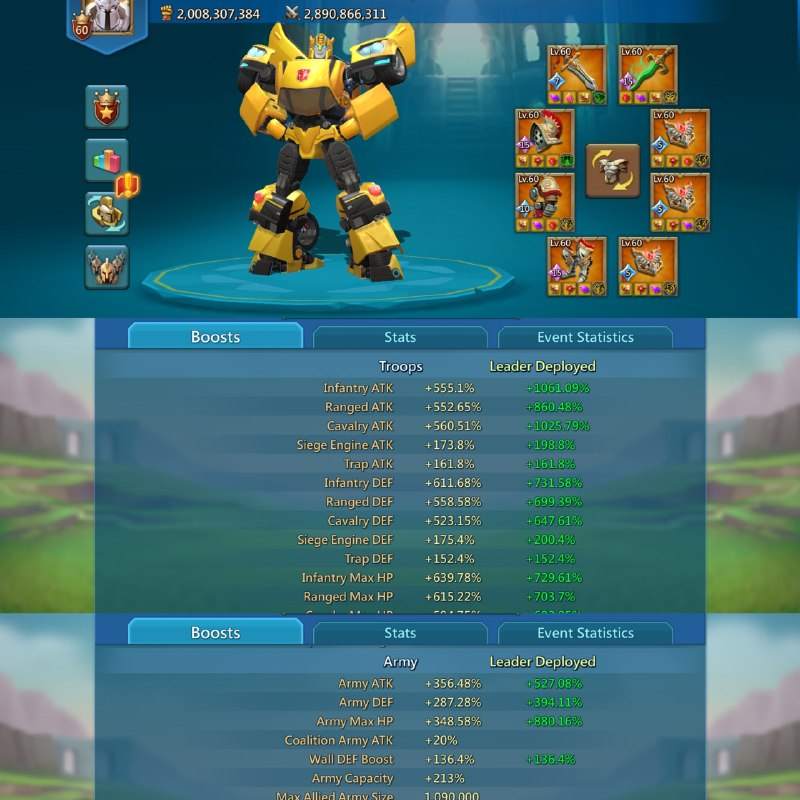 2,008,307,384 2,890,866,311
60
Lv.60 Lv.60
7 15
Lv.60 Lv.60
15 5
Lv.60 Lv.60
10 5
Lv.60 Lv.60
15 5
Boosts Stats Event Statistics
Troops Leader Deployed
Infantry ATK +555.1% +1061.09%
Ranged ATK +552.65% +860.48%
Cavalry ATK +560.51% +1025.79%
Siege Engine ATK +173.8% +198.8%
Trap ATK +161.8% +161.8%
Infantry DEF +611.68% +731.58%
Ranged DEF +558.58% +699.39%
Cavalry DEF +523.15% +647.61%
Siege Engine DEF +175.4% +200.4%
Trap DEF +152.4% +152.4%
Infantry Max HP +639.78% +729.61%
Ranged Max HP +615.22% +703.7%
Boosts Stats Event Statistics
Army Leader Deployed
Army ATK +356.48% +527.08%
Army DEF +287.28% +394.11%
Army Max HP +348.58% +880.16%
Coalition Army ATK +20%
Wall DEF Boost +136.4% +136.4%
Army Capacity +213%
Max Allied Army Size 1,090,000